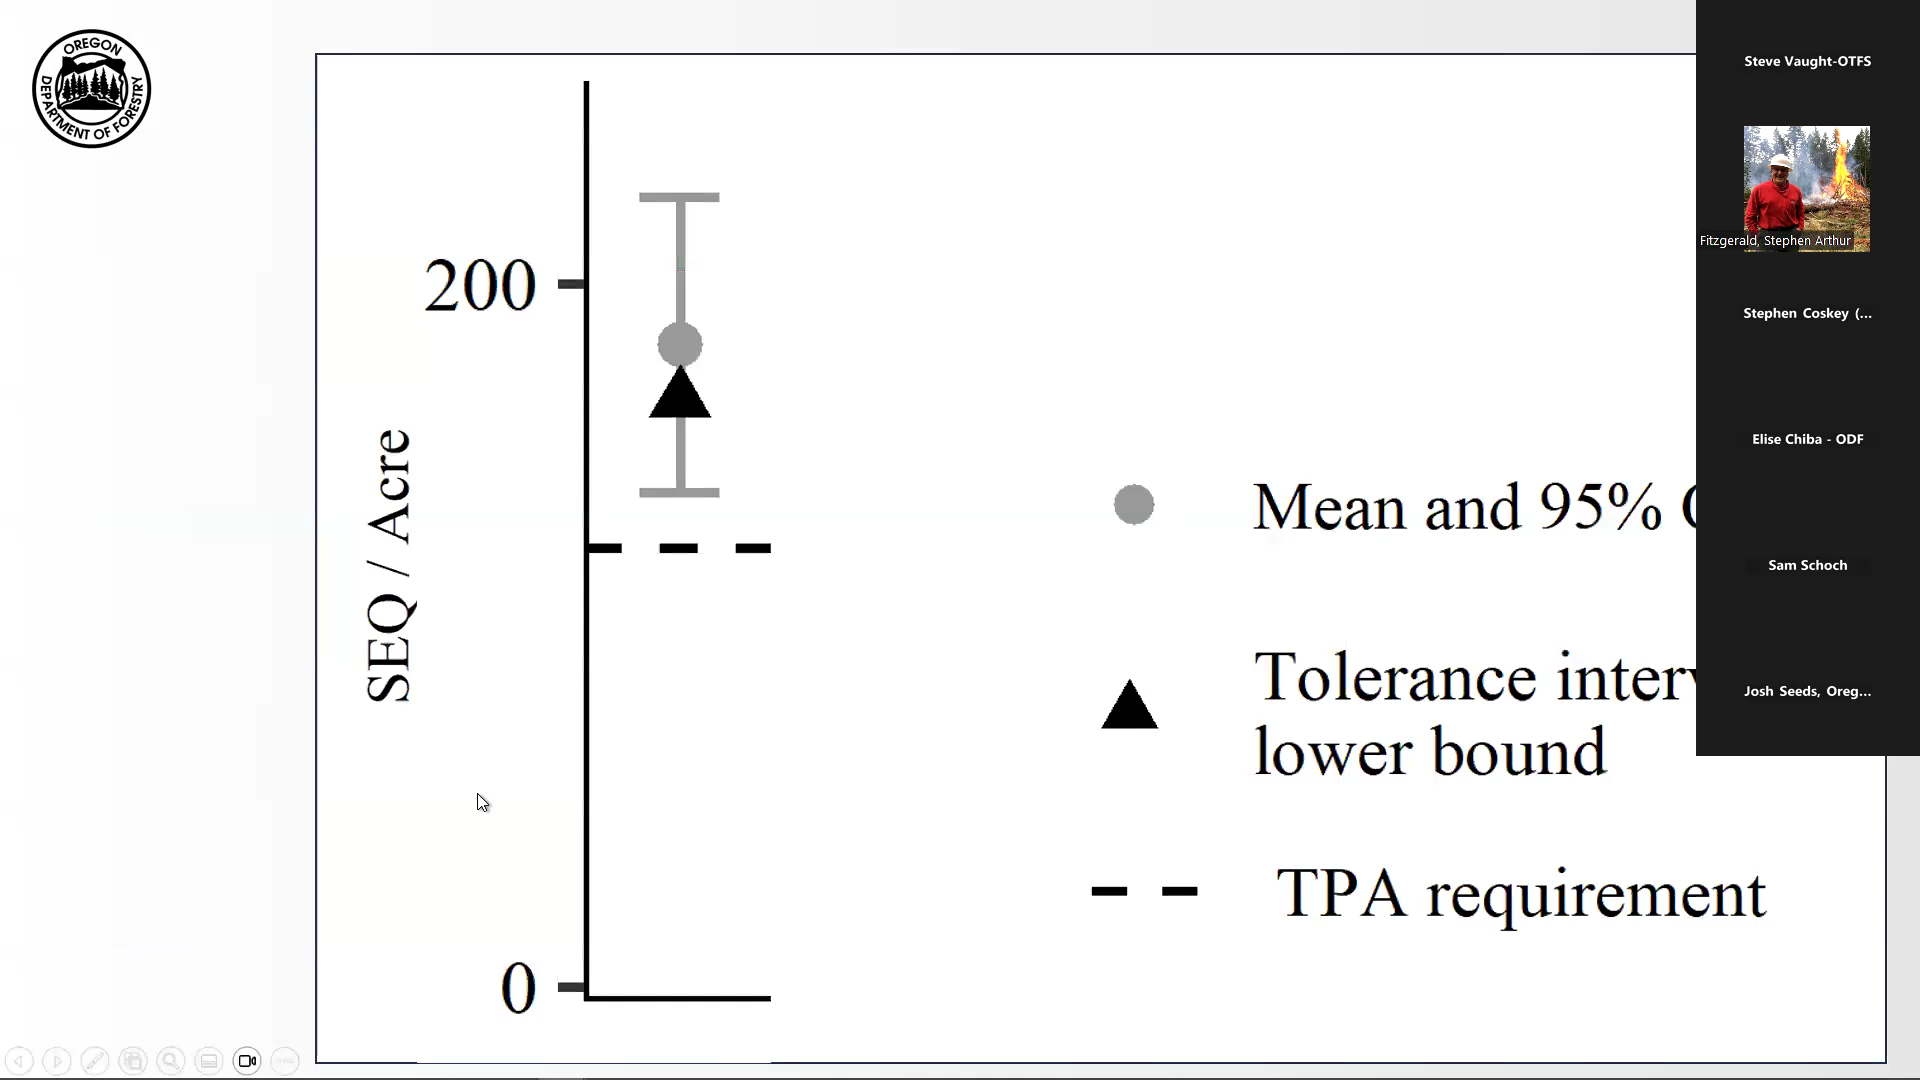 OREGON
DEPARTMENT OF FORESTRY
200
SEQ / Acre
0
Mean and 95%
Tolerance
lower bound
TPA requirement
Steve Vaught-OTFS
Fitzgerald, Stephen Arthur
Stephen Coskey (...
Elise Chiba - ODF
Sam Schoch
Josh Seeds, Oreg...